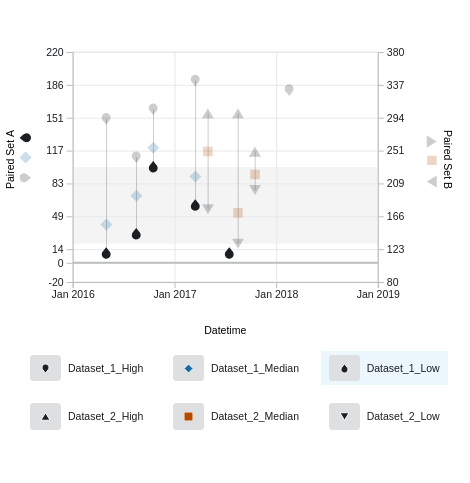 220 380
186 337
151 294
117 251
83 209
49 166
14 123
0
-20 80
Paired Set A
Paired Set B
Jan 2016 Jan 2017 Jan 2018 Jan 2019
Datetime
Dataset_1_High Dataset_1_Median Dataset_1_Low
Dataset_2_High Dataset_2_Median Dataset_2_Low